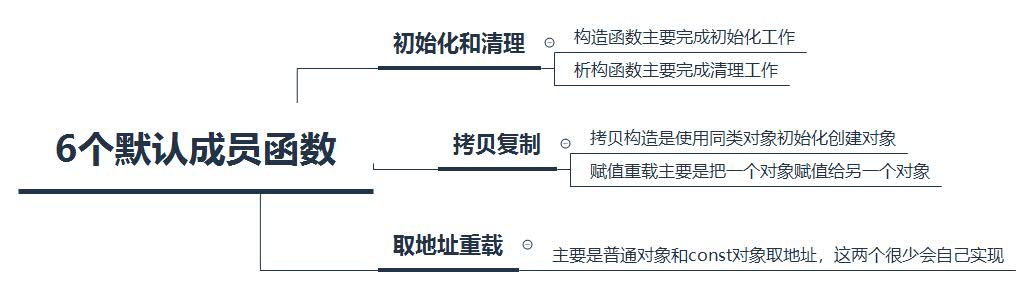 初始化和清理
构造函数主要完成初始化工作
析构函数主要完成清理工作
6个默认成员函数
拷贝复制
拷贝构造是使用同类对象初始化创建对象
赋值重载主要是把一个对象赋值给另一个对象
取地址重载
主要是普通对象和const对象取地址，这两个很少会自己实现